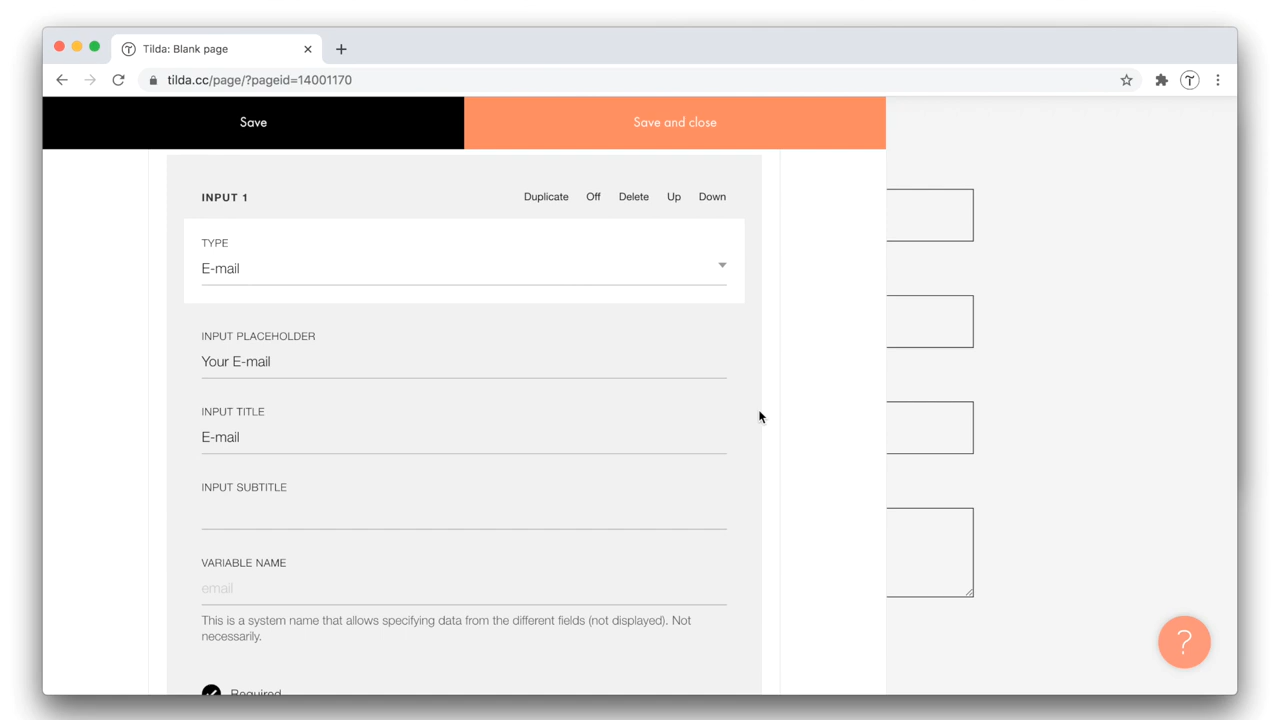 Tilda: Blank page
tilda.cc/page/?pageid=14001170
Save
Save and close
INPUT 1
Duplicate Off Delete Up Down
TYPE
E-mail
INPUT PLACEHOLDER
Your E-mail
INPUT TITLE
E-mail
INPUT SUBTITLE
VARIABLE NAME
email
This is a system name that allows specifying data from the different fields (not displayed). Not
necessarily.
Required
?